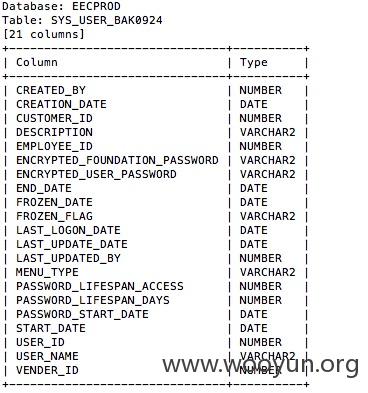 Database: EECPROD
Table: SYS_USER_BAK0924
[21 columns]
+-------------------------------+----------+
| Column | Type |
+-------------------------------+----------+
| CREATED_BY | NUMBER |
| CREATION_DATE | DATE |
| CUSTOMER_ID | NUMBER |
| DESCRIPTION | VARCHAR2 |
| EMPLOYEE_ID | NUMBER |
| ENCRYPTED_FOUNDATION_PASSWORD | VARCHAR2 |
| ENCRYPTED_USER_PASSWORD | VARCHAR2 |
| END_DATE | DATE |
| FROZEN_DATE | DATE |
| FROZEN_FLAG | VARCHAR2 |
| LAST_LOGON_DATE | DATE |
| LAST_UPDATE_DATE | DATE |
| LAST_UPDATED_BY | NUMBER |
| MENU_TYPE | VARCHAR2 |
| PASSWORD_LIFESPAN_ACCESS | NUMBER |
| PASSWORD_LIFESPAN_DAYS | NUMBER |
| PASSWORD_START_DATE | DATE |
| START_DATE | DATE |
| USER_ID | NUMBER |
| USER_NAME | VARCHAR2 |
| VENDER_ID | NUMBER |
+-------------------------------+----------+
www.wooyun.org